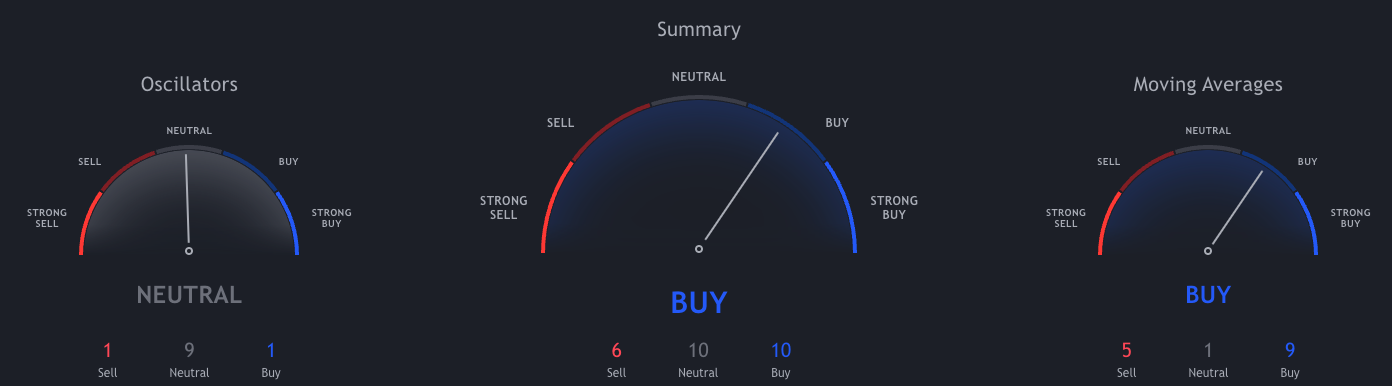 Summary
NEUTRAL
SELL
BUY
STRONG
SELL
STRONG
BUY
BUY
6
10
10
Sell
Neutral
Buy
Oscillators
NEUTRAL
SELL
BUY
STRONG
SELL
STRONG
BUY
NEUTRAL
1
9
1
Sell
Neutral
Buy
Moving Averages
NEUTRAL
SELL
BUY
STRONG
SELL
STRONG
BUY
BUY
5
1
9
Sell
Neutral
Buy